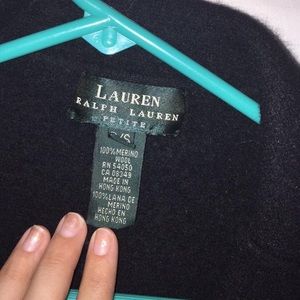 LAUREN
RALPH LAUREN
PETITE
P/S
100% MERINO
WOOL
RN 54050
CA 08349
MADE IN
HONG KONG
100% LANA DE
MERINO
HECHO EN
HONG KONG